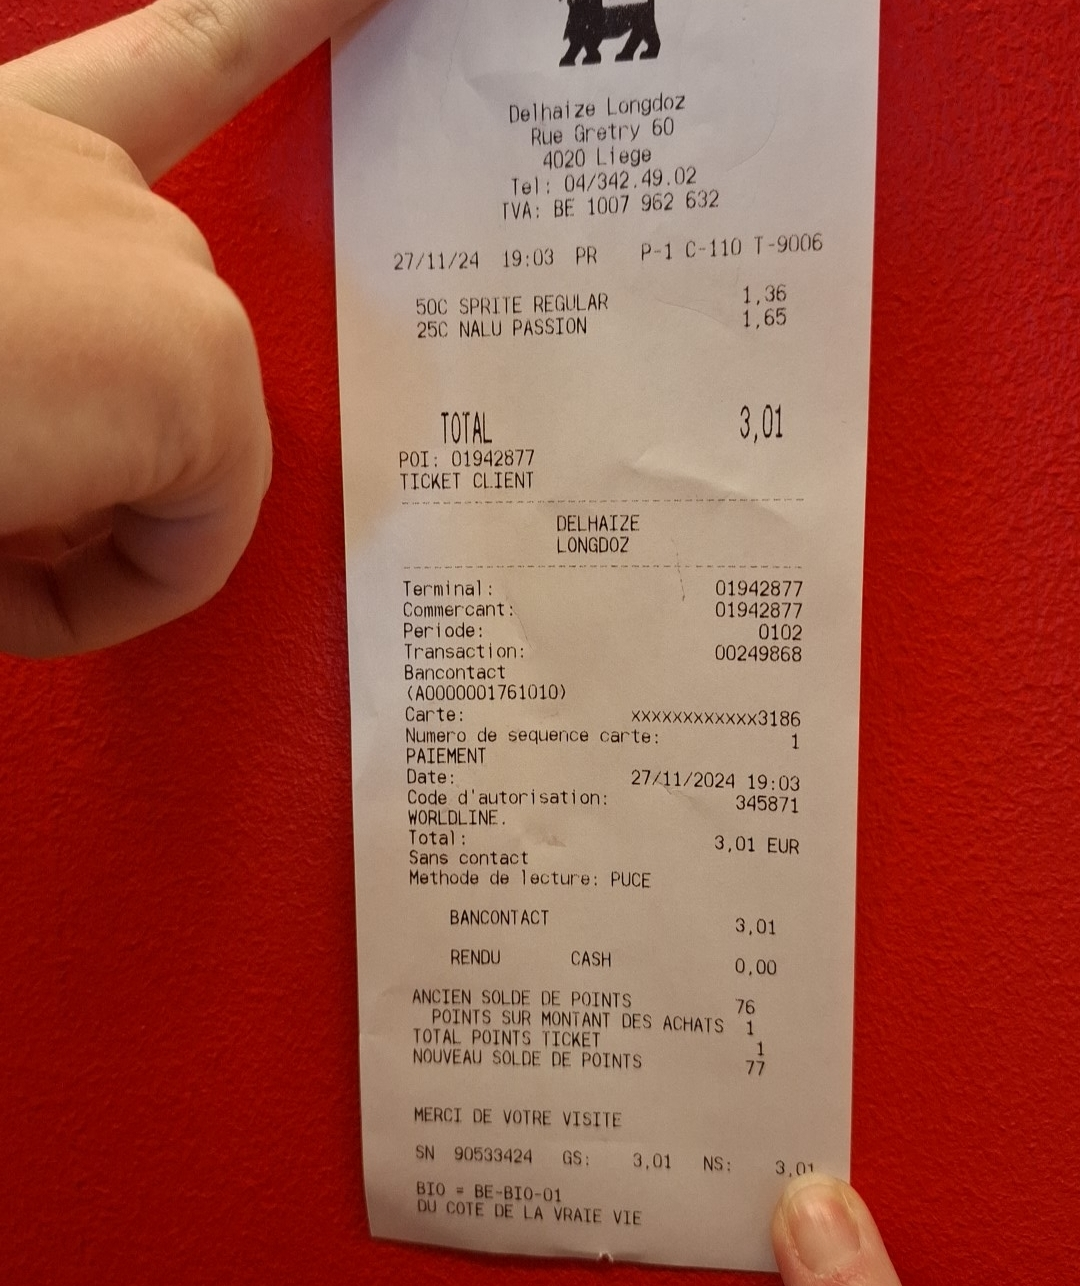 Delhaize Longdoz
Rue Gretry 60
4020 Liege
Tel: 04/342.49.02
TVA: BE 1007 962 632
27/11/24 19:03 PR P-1 C-110 T-9006
50C SPRITE REGULAR 1,36
25C NALU PASSION 1,65
TOTAL 3,01
POI: 01942877
TICKET CLIENT
DELHAIZE
LONGDOZ
Terminal: 01942877
Commercant: 01942877
Periode: 0102
Transaction: 00249868
Bancontact
(A0000001761010)
Carte: xxxxxxxxxxxxx3186
Numero de sequence carte: 1
PAIEMENT
Date: 27/11/2024 19:03
Code d'autorisation: 345871
WORLDLINE.
Total: 3,01 EUR
Sans contact
Methode de lecture: PUCE
BANCONTACT 3,01
RENDU CASH 0,00
ANCIEN SOLDE DE POINTS 76
POINTS SUR MONTANT DES ACHATS 1
TOTAL POINTS TICKET 1
NOUVEAU SOLDE DE POINTS 77
MERCI DE VOTRE VISITE
SN 90533424 GS: 3,01 NS: 3,01
BIO = BE-BIO-01
DU COTE DE LA VRAIE VIE